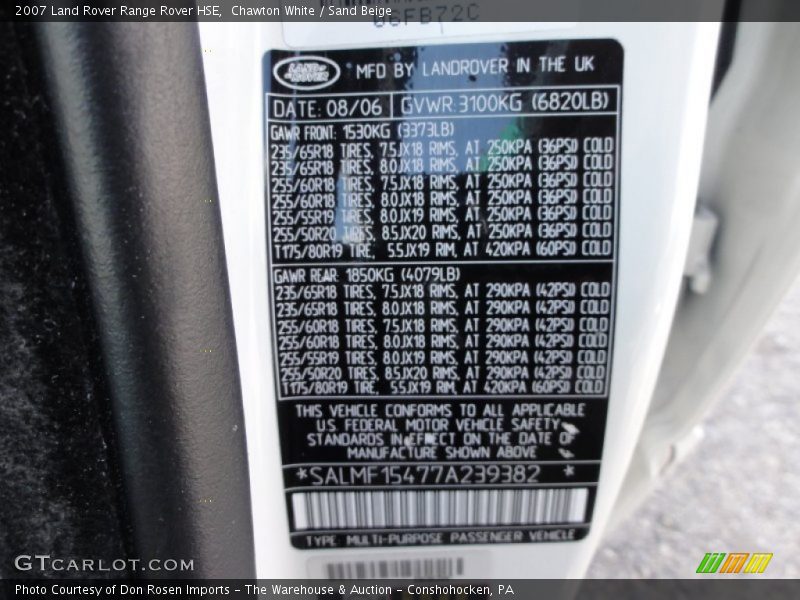 2007 Land Rover Range Rover HSE, Chawton White / Sand Beige
06FB72C
LAND-ROVER
MFD BY LANDROVER IN THE UK
DATE: 08/06 GVWR: 3100KG (6820LB)
GAWR FRONT: 1530KG (3373LB)
235/65R18 TIRES, 7.5JX18 RIMS, AT 250KPA (36PSI) COLD
235/65R18 TIRES, 8.0JX18 RIMS, AT 250KPA (36PSI) COLD
255/60R18 TIRES, 7.5JX18 RIMS, AT 250KPA (36PSI) COLD
255/60R18 TIRES, 8.0JX18 RIMS, AT 250KPA (36PSI) COLD
255/55R19 TIRES, 8.0JX19 RIMS, AT 250KPA (36PSI) COLD
255/50R20 TIRES, 8.5JX20 RIMS, AT 250KPA (36PSI) COLD
T175/80R19 TIRE, 5.5JX19 RIM, AT 420KPA (60PSI) COLD
GAWR REAR: 1850KG (4079LB)
235/65R18 TIRES, 7.5JX18 RIMS, AT 290KPA (42PSI) COLD
235/65R18 TIRES, 8.0JX18 RIMS, AT 290KPA (42PSI) COLD
255/60R18 TIRES, 7.5JX18 RIMS, AT 290KPA (42PSI) COLD
255/60R18 TIRES, 8.0JX18 RIMS, AT 290KPA (42PSI) COLD
255/55R19 TIRES, 8.0JX19 RIMS, AT 290KPA (42PSI) COLD
255/50R20 TIRES, 8.5JX20 RIMS, AT 290KPA (42PSI) COLD
T175/80R19 TIRE, 5.5JX19 RIM, AT 420KPA (60PSI) COLD
THIS VEHICLE CONFORMS TO ALL APPLICABLE
U.S. FEDERAL MOTOR VEHICLE SAFETY
STANDARDS IN EFFECT ON THE DATE OF
MANUFACTURE SHOWN ABOVE
*SALMF15477A239382 *
TYPE: MULTI-PURPOSE PASSENGER VEHICLE
GTcarlot.com
Photo Courtesy of Don Rosen Imports - The Warehouse & Auction - Conshohocken, PA